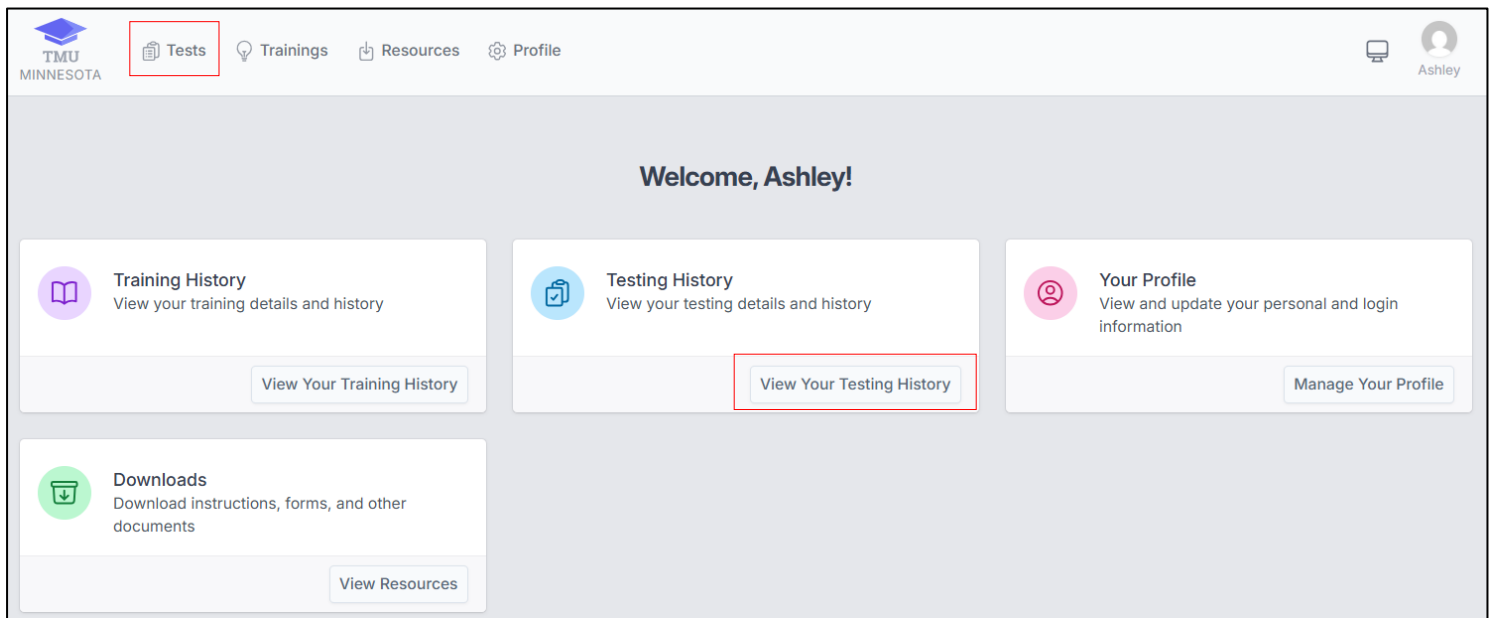 TMU
MINNESOTA
Tests
Trainings
Resources
Profile
Ashley
Welcome, Ashley!
Training History
View your training details and history
View Your Training History
Testing History
View your testing details and history
View Your Testing History
Your Profile
View and update your personal and login
information
Manage Your Profile
Downloads
Download instructions, forms, and other
documents
View Resources